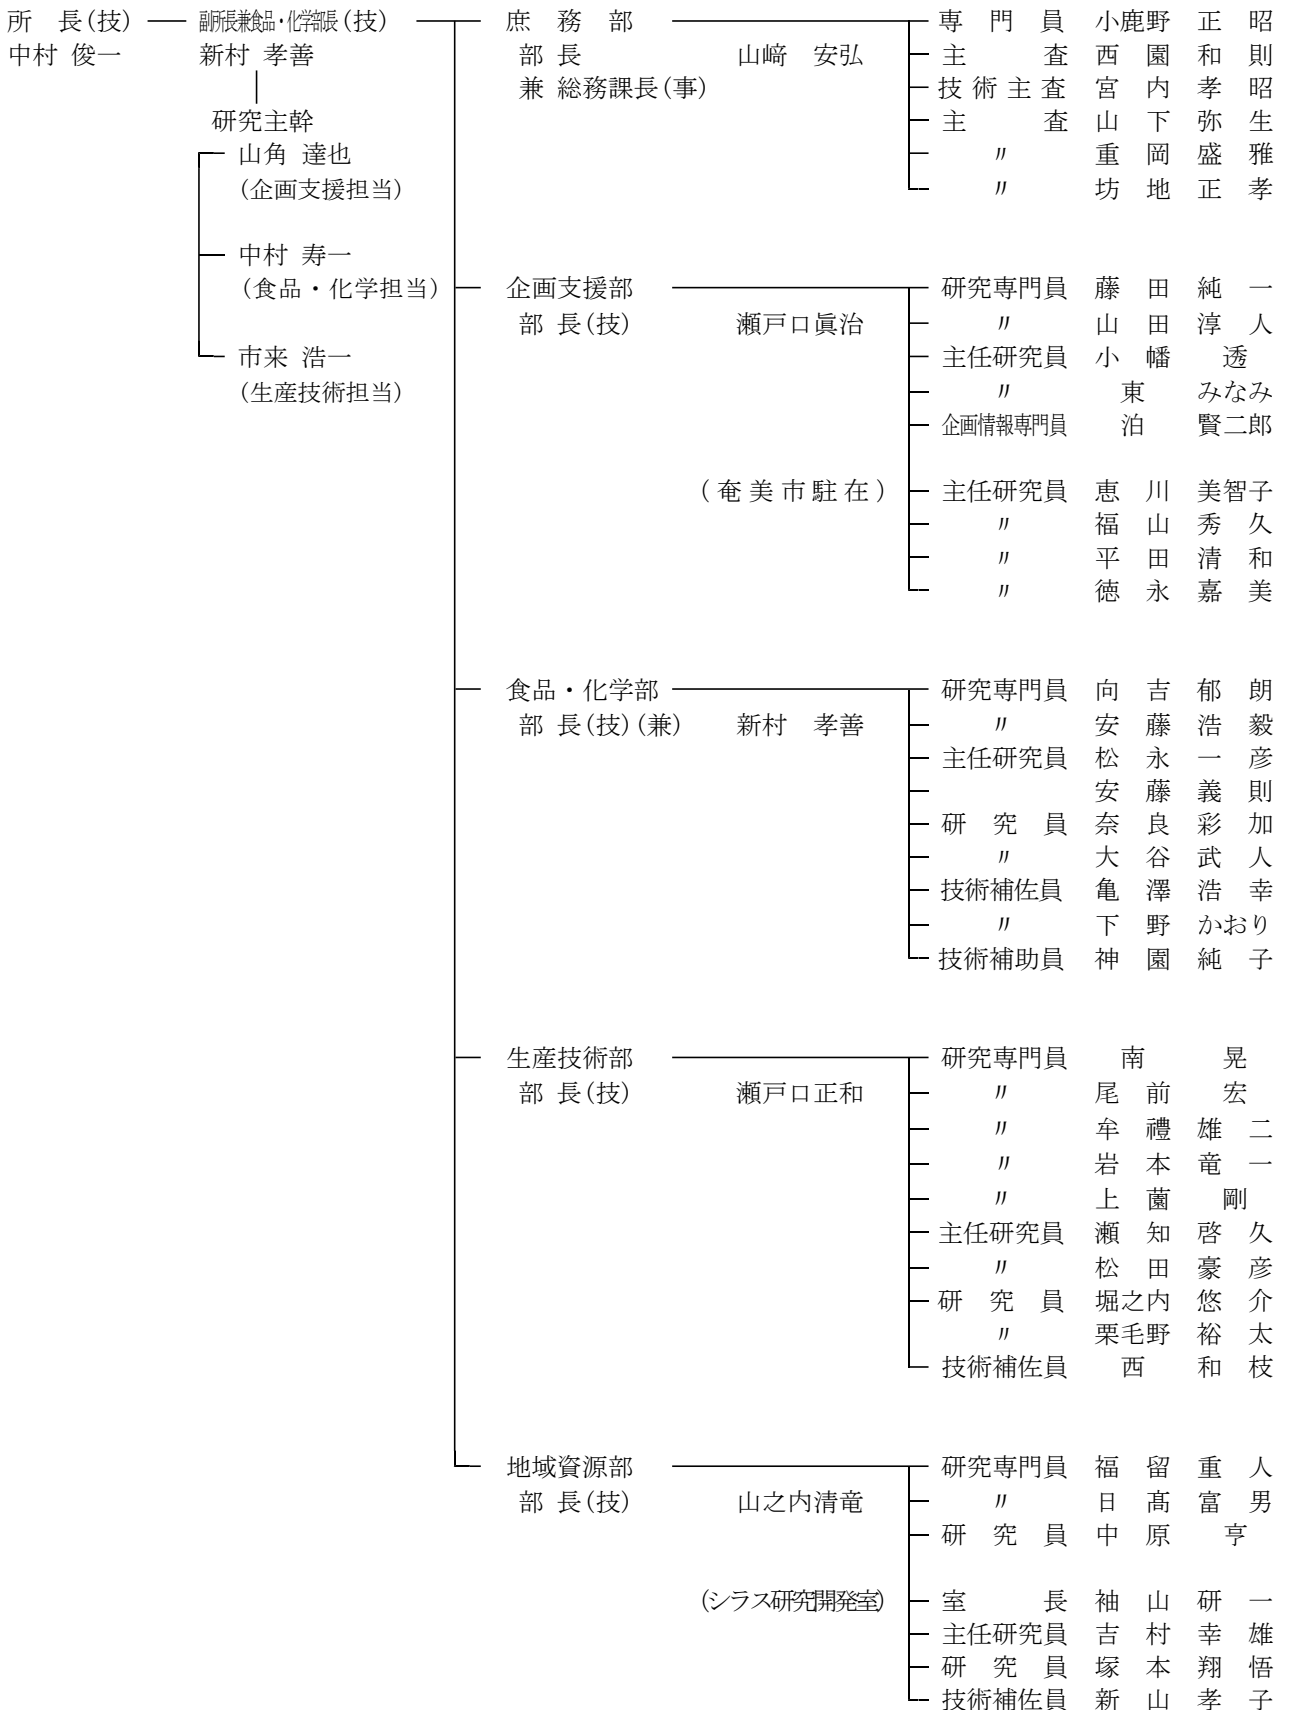 所 長(技) 副所長兼食品・化学部長(技) 庶 務 部 専 門 員 小鹿野 正 昭
中村 俊一 新村 孝善 部 長 山﨑 安弘 主 査 西 園 和 則
兼 総務課長(事) 技 術 主 査 宮 内 孝 昭
研究主幹 主 査 山 下 弥 生
山角 達也 〃 重 岡 盛 雅
(企画支援担当) 〃 坊 地 正 孝
中村 寿一
(食品・化学担当) 企画支援部 研究専門員 藤 田 純 一
部 長(技) 瀬戸口眞治 〃 山 田 淳 人
市来 浩一 主任研究員 小 幡 透
(生産技術担当) 〃 東 みなみ
企画情報専門員 泊 賢二郎
(奄美市駐在) 主任研究員 恵 川 美智子
〃 福 山 秀 久
〃 平 田 清 和
〃 徳 永 嘉 美
食品・化学部 研究専門員 向 吉 郁 朗
部 長(技)(兼) 新村 孝善 〃 安 藤 浩 毅
主任研究員 松 永 一 彦
安 藤 義 則
研 究 員 奈 良 彩 加
〃 大 谷 武 人
技術補佐員 亀 澤 浩 幸
〃 下 野 かおり
技術補助員 神 園 純 子
生産技術部 研究専門員 南 晃
部 長(技) 瀬戸口正和 〃 尾 前 宏
〃 牟 禮 雄 二
〃 岩 本 竜 一
〃 上 薗 剛
主任研究員 瀬 知 啓 久
〃 松 田 豪 彦
研 究 員 堀之内 悠 介
〃 栗毛野 裕 太
技術補佐員 西 和 枝
地域資源部 研究専門員 福 留 重 人
部 長(技) 山之内清竜 〃 日 髙 富 男
研 究 員 中 原 亨
(シラス研究開発室) 室 長 袖 山 研 一
主任研究員 吉 村 幸 雄
研 究 員 塚 本 翔 悟
技術補佐員 新 山 孝 子